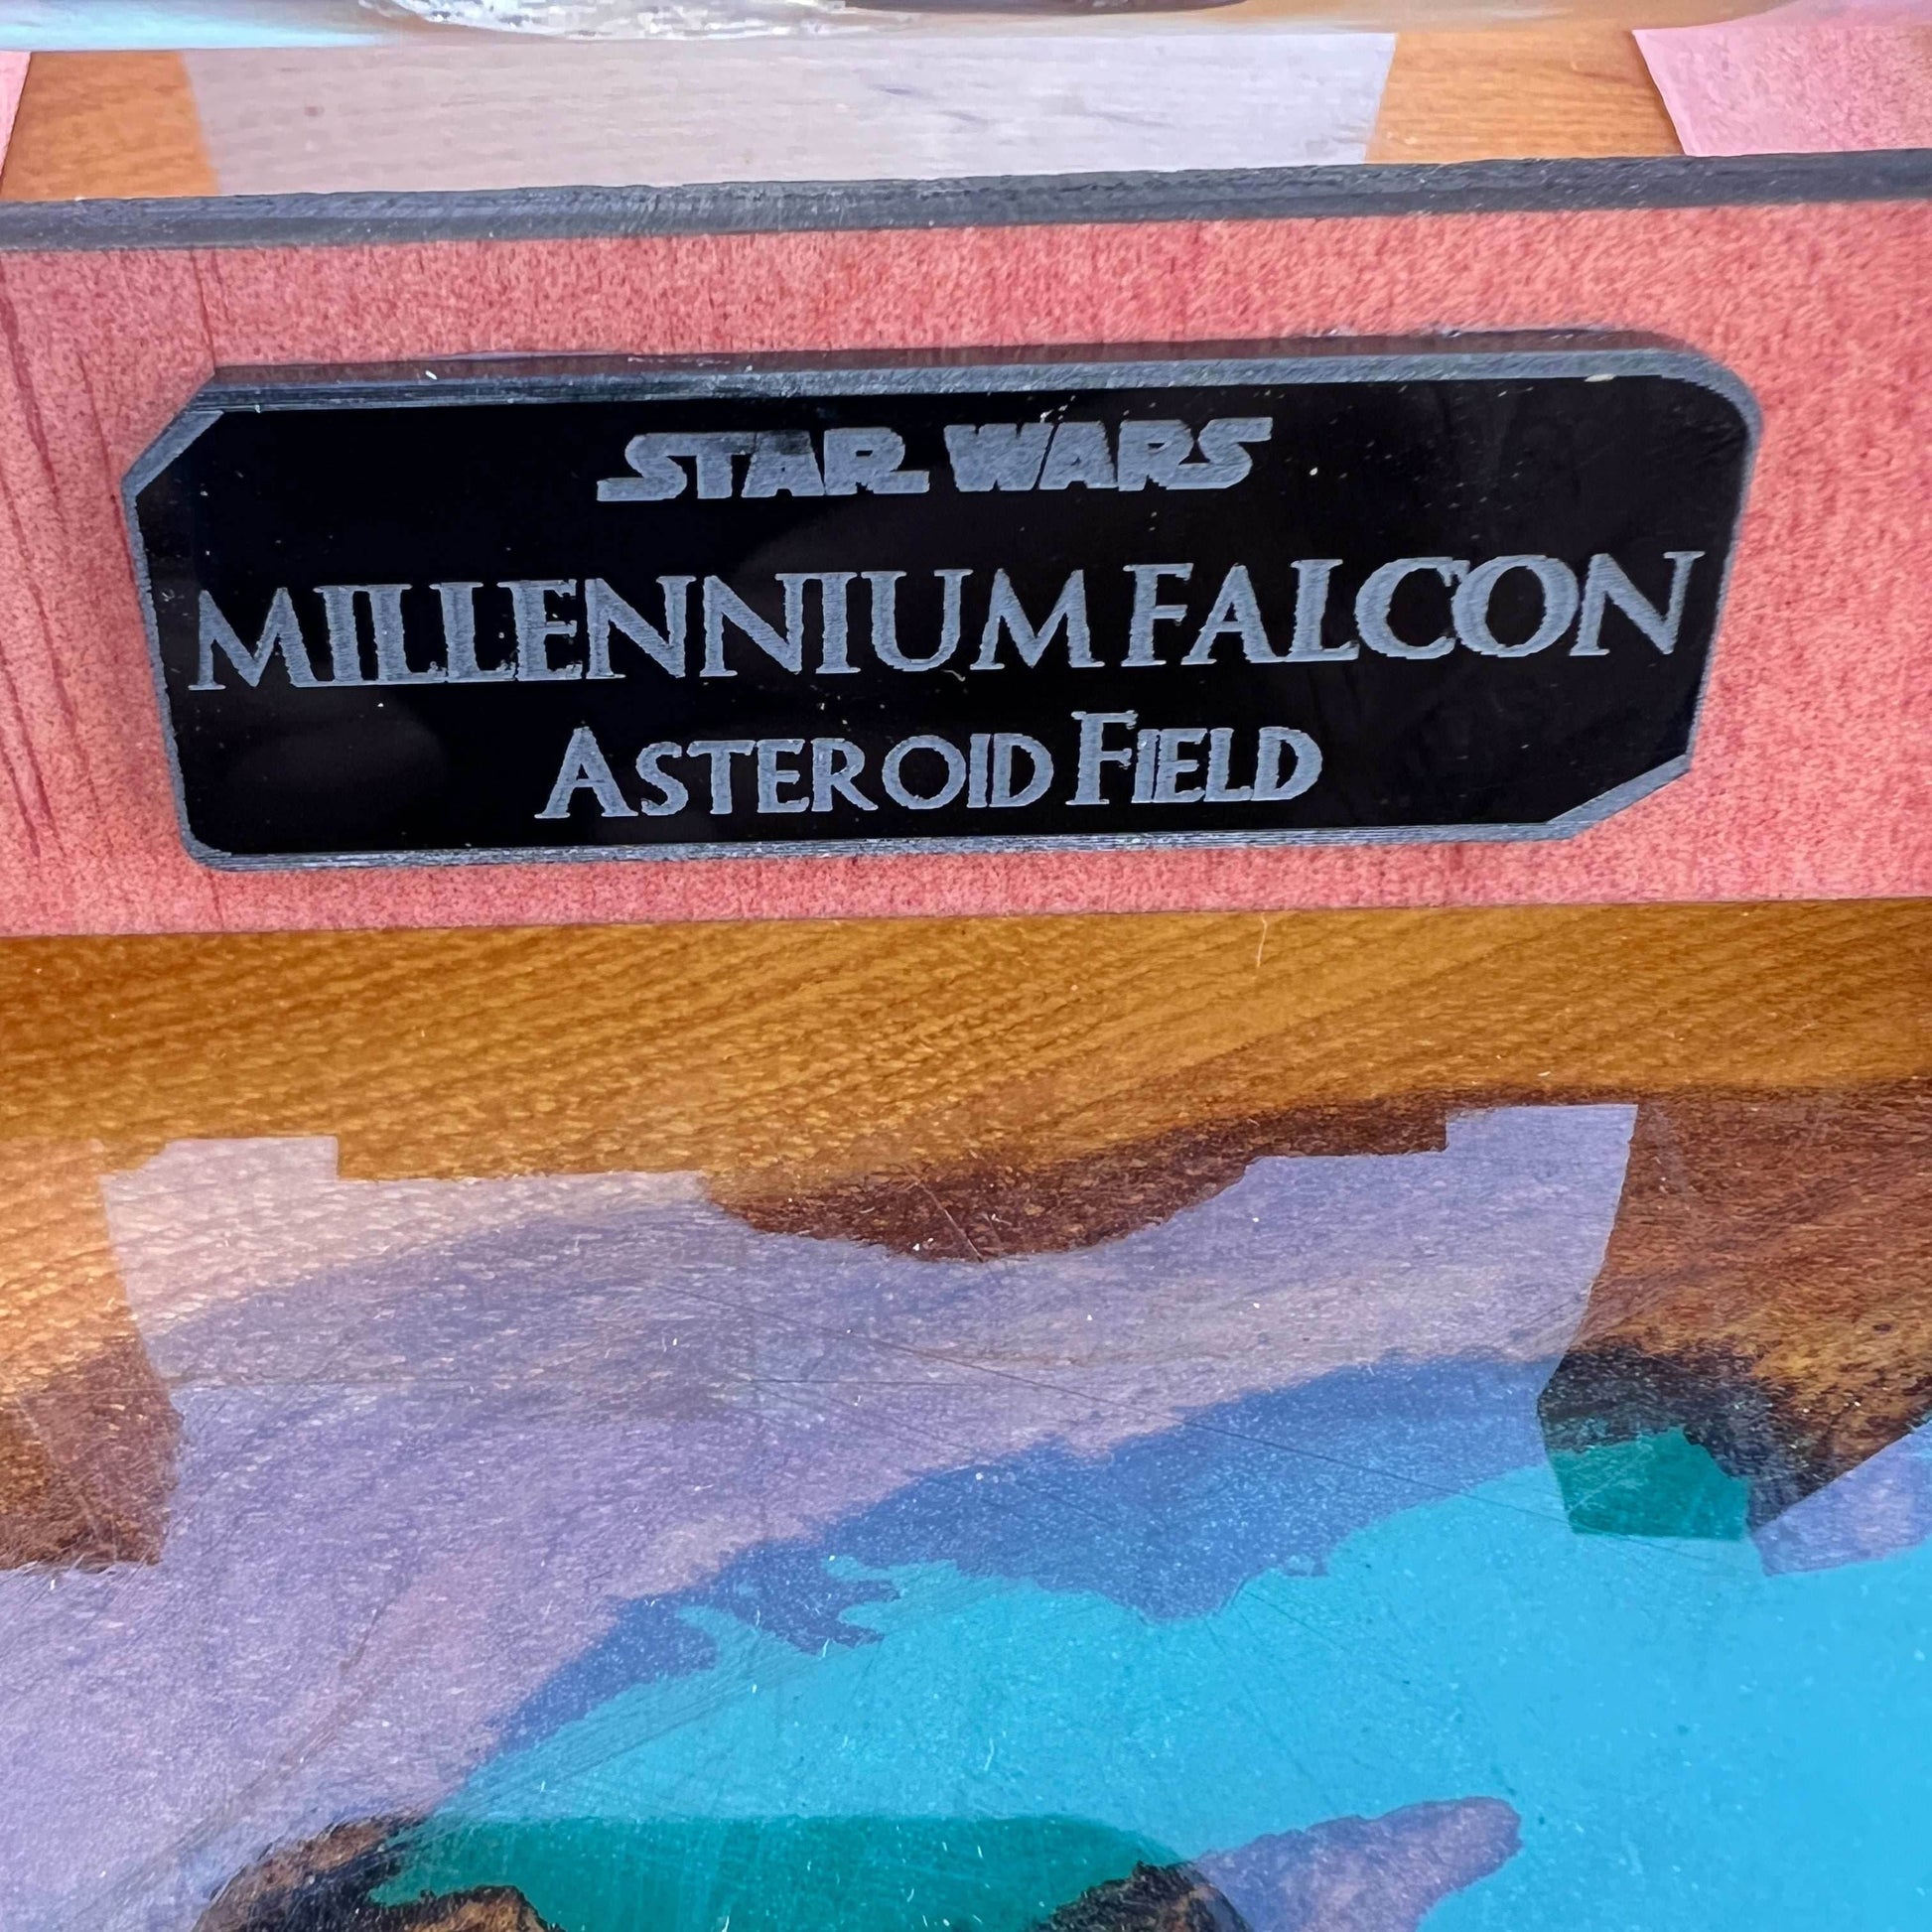 STAR WARS
MILLENNIUM FALCON
ASTEROID FIELD